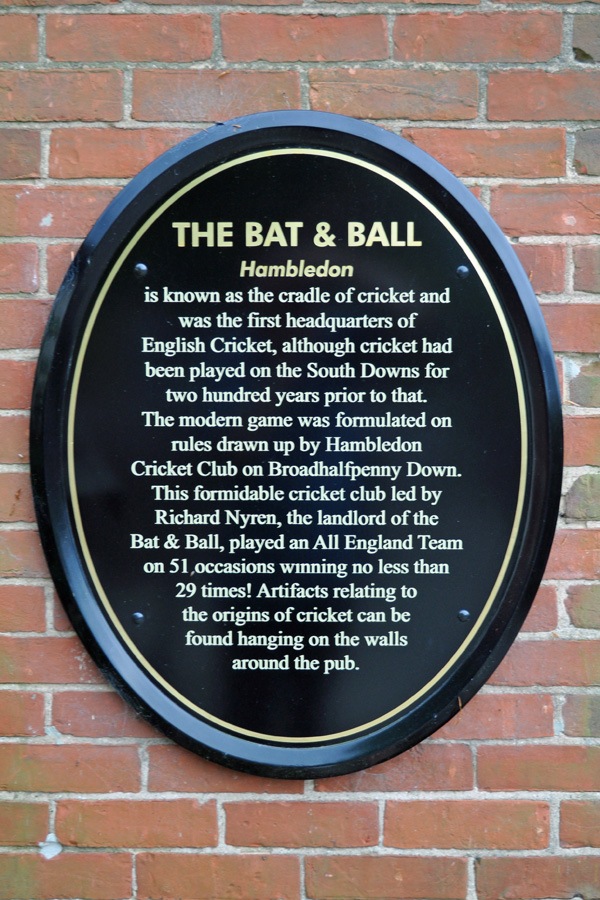 THE BAT & BALL
Hambledon
is known as the cradle of cricket and
was the first headquarters of
English Cricket, although cricket had
been played on the South Downs for
two hundred years prior to that.
The modern game was formulated on
rules drawn up by Hambledon
Cricket Club on Broadhalfpenny Down.
This formidable cricket club led by
Richard Nyren, the landlord of the
Bat & Ball, played an All England Team
on 51 occasions winning no less than
29 times! Artifacts relating to
the origins of cricket can be
found hanging on the walls
around the pub.